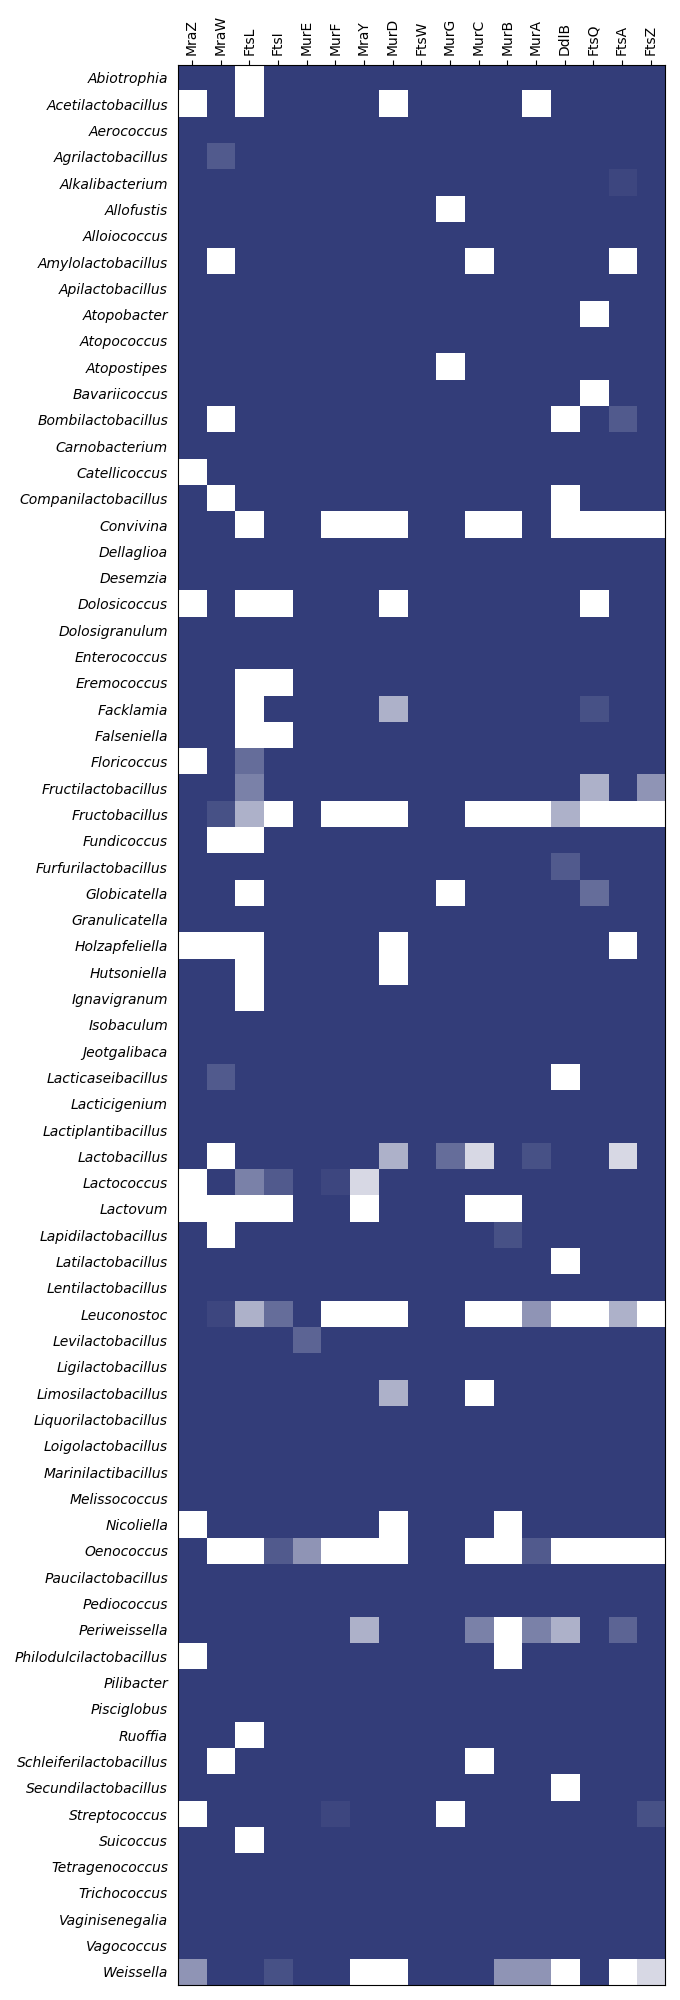 MraZ MraW FtsL FtsI MurE MurF MraY MurD FtsW MurG MurC MurB MurA DdlB FtsQ FtsA FtsZ
Abiotrophia
Acetilactobacillus
Aerococcus
Agrilactobacillus
Alkalibacterium
Allofustis
Alloiococcus
Amylolactobacillus
Apilactobacillus
Atopobacter
Atopococcus
Atopostipes
Bavariicoccus
Bombilactobacillus
Carnobacterium
Catellicoccus
Companilactobacillus
Convivina
Dellaglioa
Desemzia
Dolosicoccus
Dolosigranulum
Enterococcus
Eremococcus
Facklamia
Falseniella
Floricoccus
Fructilactobacillus
Fructobacillus
Fundicoccus
Furfurilactobacillus
Globicatella
Granulicatella
Holzapfeliella
Hutsoniella
Ignavigranum
Isobaculum
Jeotgalibaca
Lacticaseibacillus
Lacticigenium
Lactiplantibacillus
Lactobacillus
Lactococcus
Lactovum
Lapidilactobacillus
Latilactobacillus
Lentilactobacillus
Leuconostoc
Levilactobacillus
Ligilactobacillus
Limosilactobacillus
Liquorilactobacillus
Loigolactobacillus
Marinilactibacillus
Melissococcus
Nicoliella
Oenococcus
Paucilactobacillus
Pediococcus
Periweissella
Philodulcilactobacillus
Pilibacter
Pisciglobus
Ruoffia
Schleiferilactobacillus
Secundilactobacillus
Streptococcus
Suicoccus
Tetragenococcus
Trichococcus
Vaginisenegalia
Vagococcus
Weissella